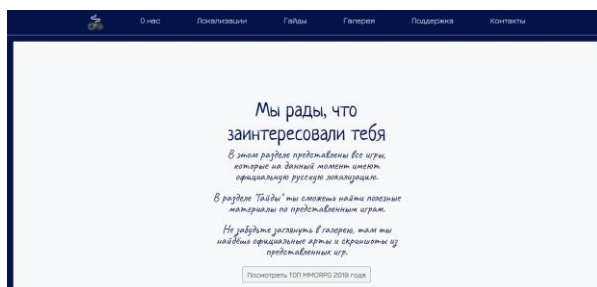 О нас Локализации Гайды Галерея Поддержка Контакты
Мы рады, что
заинтересовали тебя
В этом разделе представлены все игры,
которые на данный момент имеют
официальную русскую локализацию.
В разделе "Гайды" ты сможешь найти полезные
материалы по представленным играм.
Не забудьте заглянуть в галерею, там ты
найдёшь официальные арты и скриншоты из
представленных игр.
Посмотреть ТОП MMORPG 2019 года